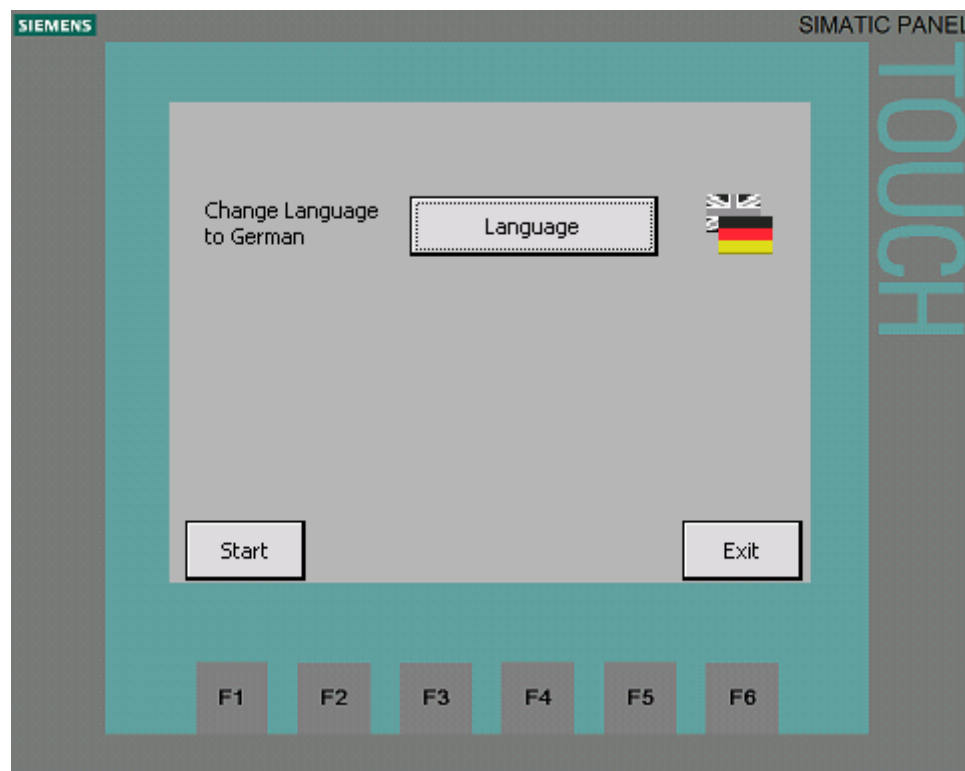 SIEMENS
SIMATIC PANEL
TOUCH
Change Language
to German
Language
Start
Exit
F1
F2
F3
F4
F5
F6